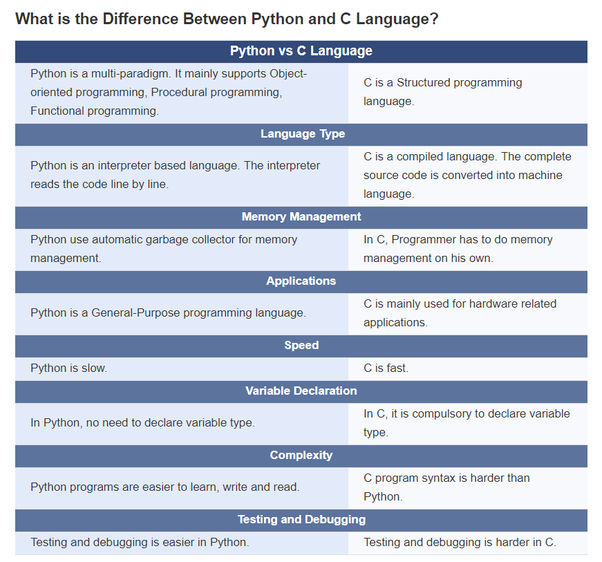 What is the Difference Between Python and C Language?
Python vs C Language
Python is a multi-paradigm. It mainly supports Object-
oriented programming, Procedural programming,
Functional programming.
C is a Structured programming
language.
Language Type
Python is an interpreter based language. The interpreter
reads the code line by line.
C is a compiled language. The complete
source code is converted into machine
language.
Memory Management
Python use automatic garbage collector for memory
management.
In C, Programmer has to do memory
management on his own.
Applications
Python is a General-Purpose programming language.
C is mainly used for hardware related
applications.
Speed
Python is slow.
C is fast.
Variable Declaration
In Python, no need to declare variable type.
In C, it is compulsory to declare variable
type.
Complexity
Python programs are easier to learn, write and read.
C program syntax is harder than
Python.
Testing and Debugging
Testing and debugging is easier in Python.
Testing and debugging is harder in C.